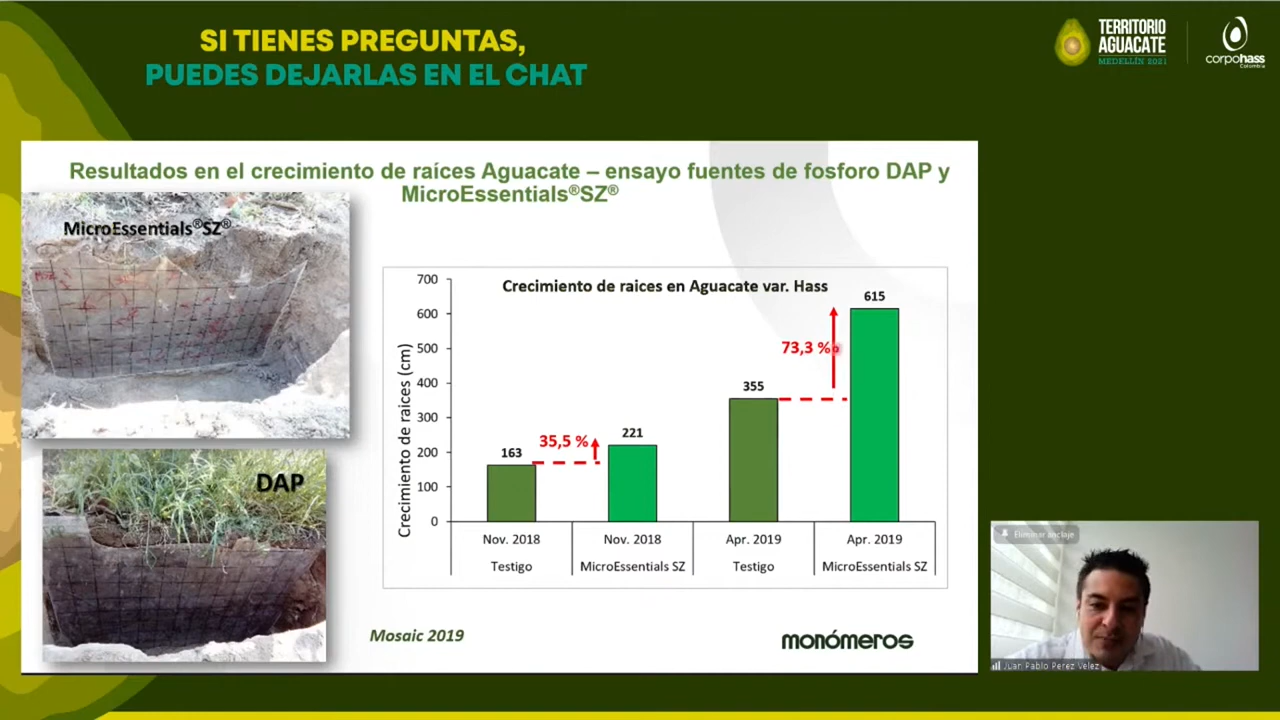 SI TIENES PREGUNTAS,
PUEDES DEJARLAS EN EL CHAT
TERRITORIO
AGUACATE
MEDELLÍN 2021
corpohass
Colombia
Resultados en el crecimiento de raíces Aguacate – ensayo fuentes de fosforo DAP y
MicroEssentials®SZ®
MicroEssentials®SZ®
DAP
Crecimiento de raices en Aguacate var. Hass
Crecimiento de raices (cm)
700
600
500
400
300
200
100
0
163
35,5 %
221
355
73,3 %
615
Nov. 2018
Nov. 2018
Apr. 2019
Apr. 2019
Testigo
MicroEssentials SZ
Testigo
MicroEssentials SZ
Mosaic 2019
monómeros
Eliminar anclaje
Juan Pablo Perez Velez